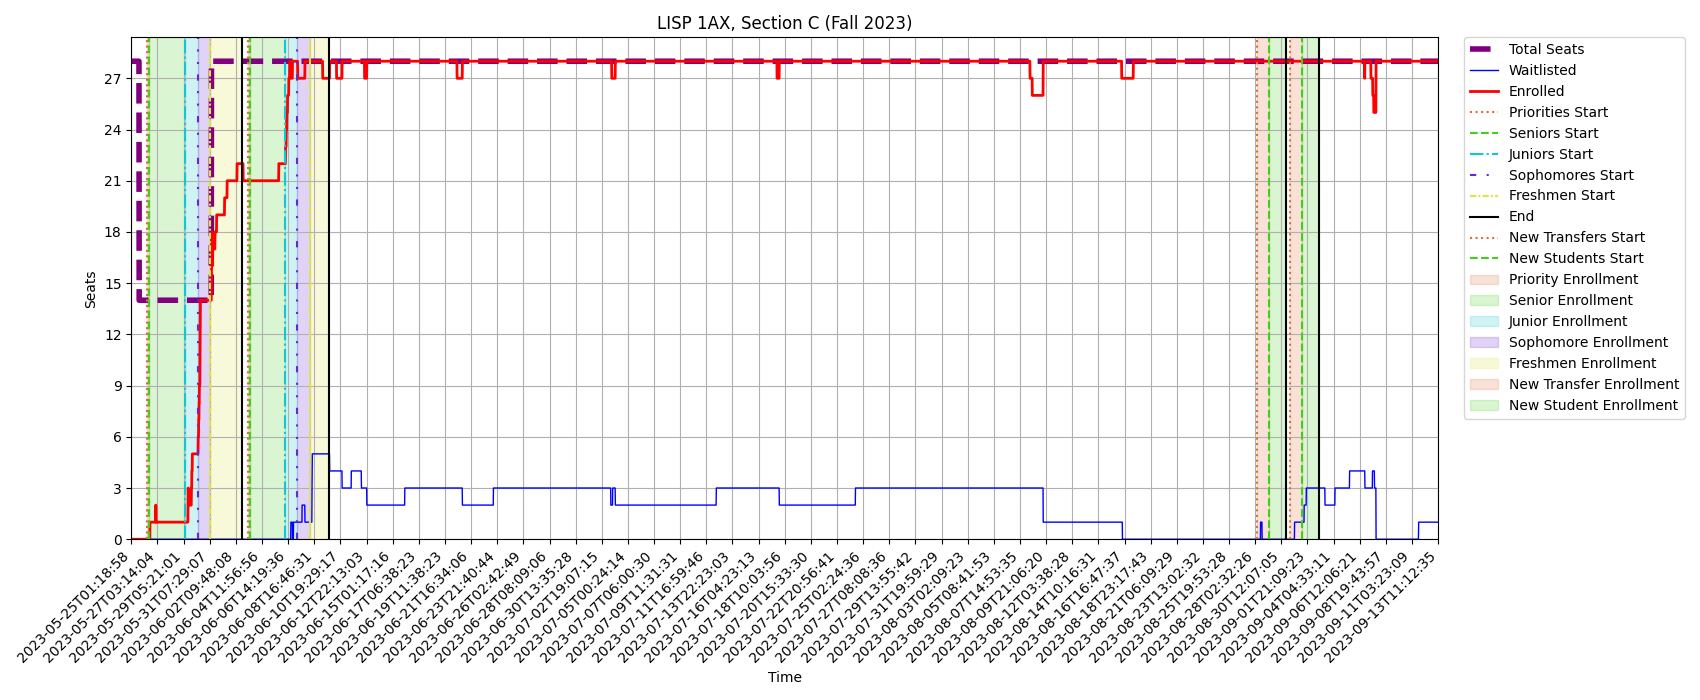 LISP 1AX, Section C (Fall 2023)
Seats
27
24
21
18
15
12
9
6
3
0
2023-05-25T01:18:58
2023-05-27T03:14:04
2023-05-29T05:21:01
2023-05-31T07:29:07
2023-06-02T09:48:08
2023-06-04T11:56:56
2023-06-06T14:19:36
2023-06-08T16:46:31
2023-06-10T19:29:17
2023-06-12T22:13:03
2023-06-15T01:17:16
2023-06-17T06:38:23
2023-06-19T11:38:23
2023-06-21T16:34:06
2023-06-23T21:40:44
2023-06-26T02:42:49
2023-06-28T08:09:06
2023-06-30T13:35:28
2023-07-02T19:07:15
2023-07-05T00:24:14
2023-07-07T06:00:30
2023-07-09T11:31:31
2023-07-11T16:59:46
2023-07-13T22:23:03
2023-07-16T04:23:13
2023-07-18T10:03:56
2023-07-20T15:33:30
2023-07-22T20:56:41
2023-07-25T02:24:36
2023-07-27T08:08:36
2023-07-29T13:55:42
2023-07-31T19:59:29
2023-08-03T02:09:23
2023-08-05T08:41:53
2023-08-07T14:53:35
2023-08-09T21:06:20
2023-08-12T03:38:28
2023-08-14T10:16:31
2023-08-16T16:47:37
2023-08-18T23:17:43
2023-08-21T06:09:29
2023-08-23T13:02:32
2023-08-25T19:53:28
2023-08-28T02:32:26
2023-08-30T12:07:05
2023-09-01T21:09:23
2023-09-04T04:33:11
2023-09-06T12:06:21
2023-09-08T19:43:57
2023-09-11T03:23:09
2023-09-13T11:12:35
Time
Total Seats
Waitlisted
Enrolled
Priorities Start
Seniors Start
Juniors Start
Sophomores Start
Freshmen Start
End
New Transfers Start
New Students Start
Priority Enrollment
Senior Enrollment
Junior Enrollment
Sophomore Enrollment
Freshmen Enrollment
New Transfer Enrollment
New Student Enrollment